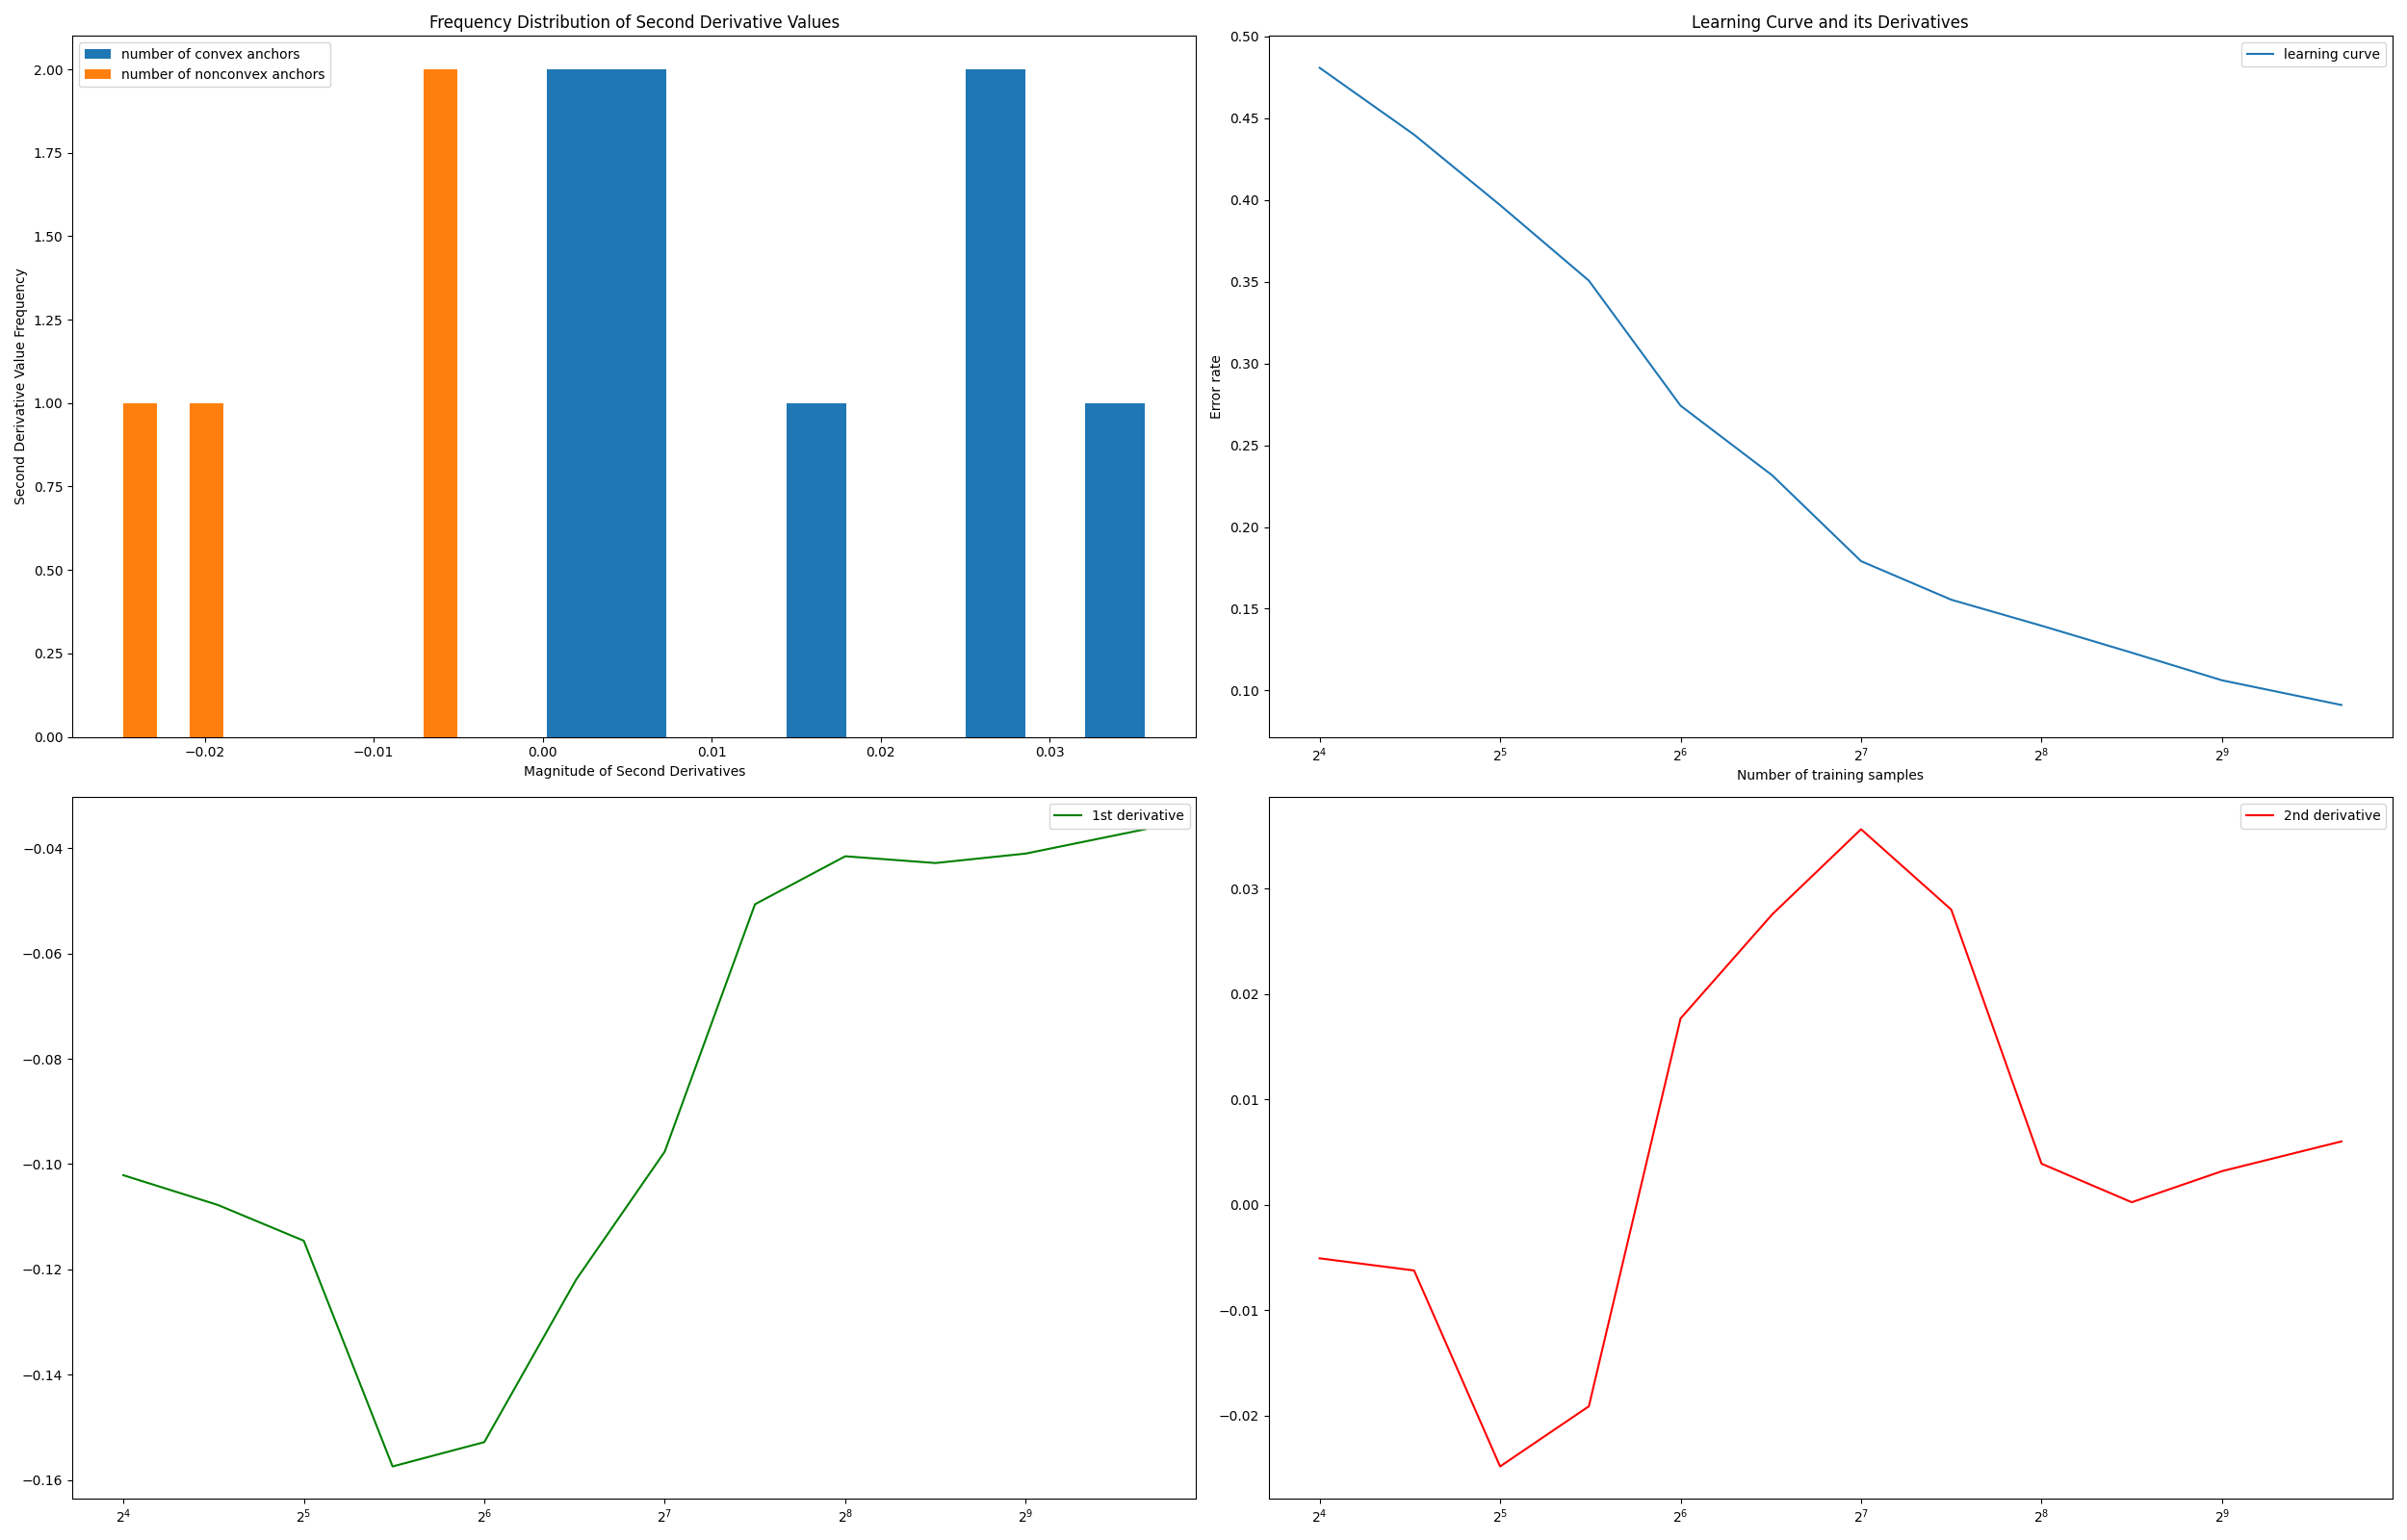 Frequency Distribution of Second Derivative Values
number of convex anchors
number of nonconvex anchors
Second Derivative Value Frequency
2.00
1.75
1.50
1.25
1.00
0.75
0.50
0.25
0.00
−0.02 −0.01 0.00 0.01 0.02 0.03
Magnitude of Second Derivatives
Learning Curve and its Derivatives
learning curve
Error rate
0.50
0.45
0.40
0.35
0.30
0.25
0.20
0.15
0.10
2⁴ 2⁵ 2⁶ 2⁷ 2⁸ 2⁹
Number of training samples
1st derivative
−0.04
−0.06
−0.08
−0.10
−0.12
−0.14
−0.16
2⁴ 2⁵ 2⁶ 2⁷ 2⁸ 2⁹
2nd derivative
0.03
0.02
0.01
0.00
−0.01
−0.02
2⁴ 2⁵ 2⁶ 2⁷ 2⁸ 2⁹